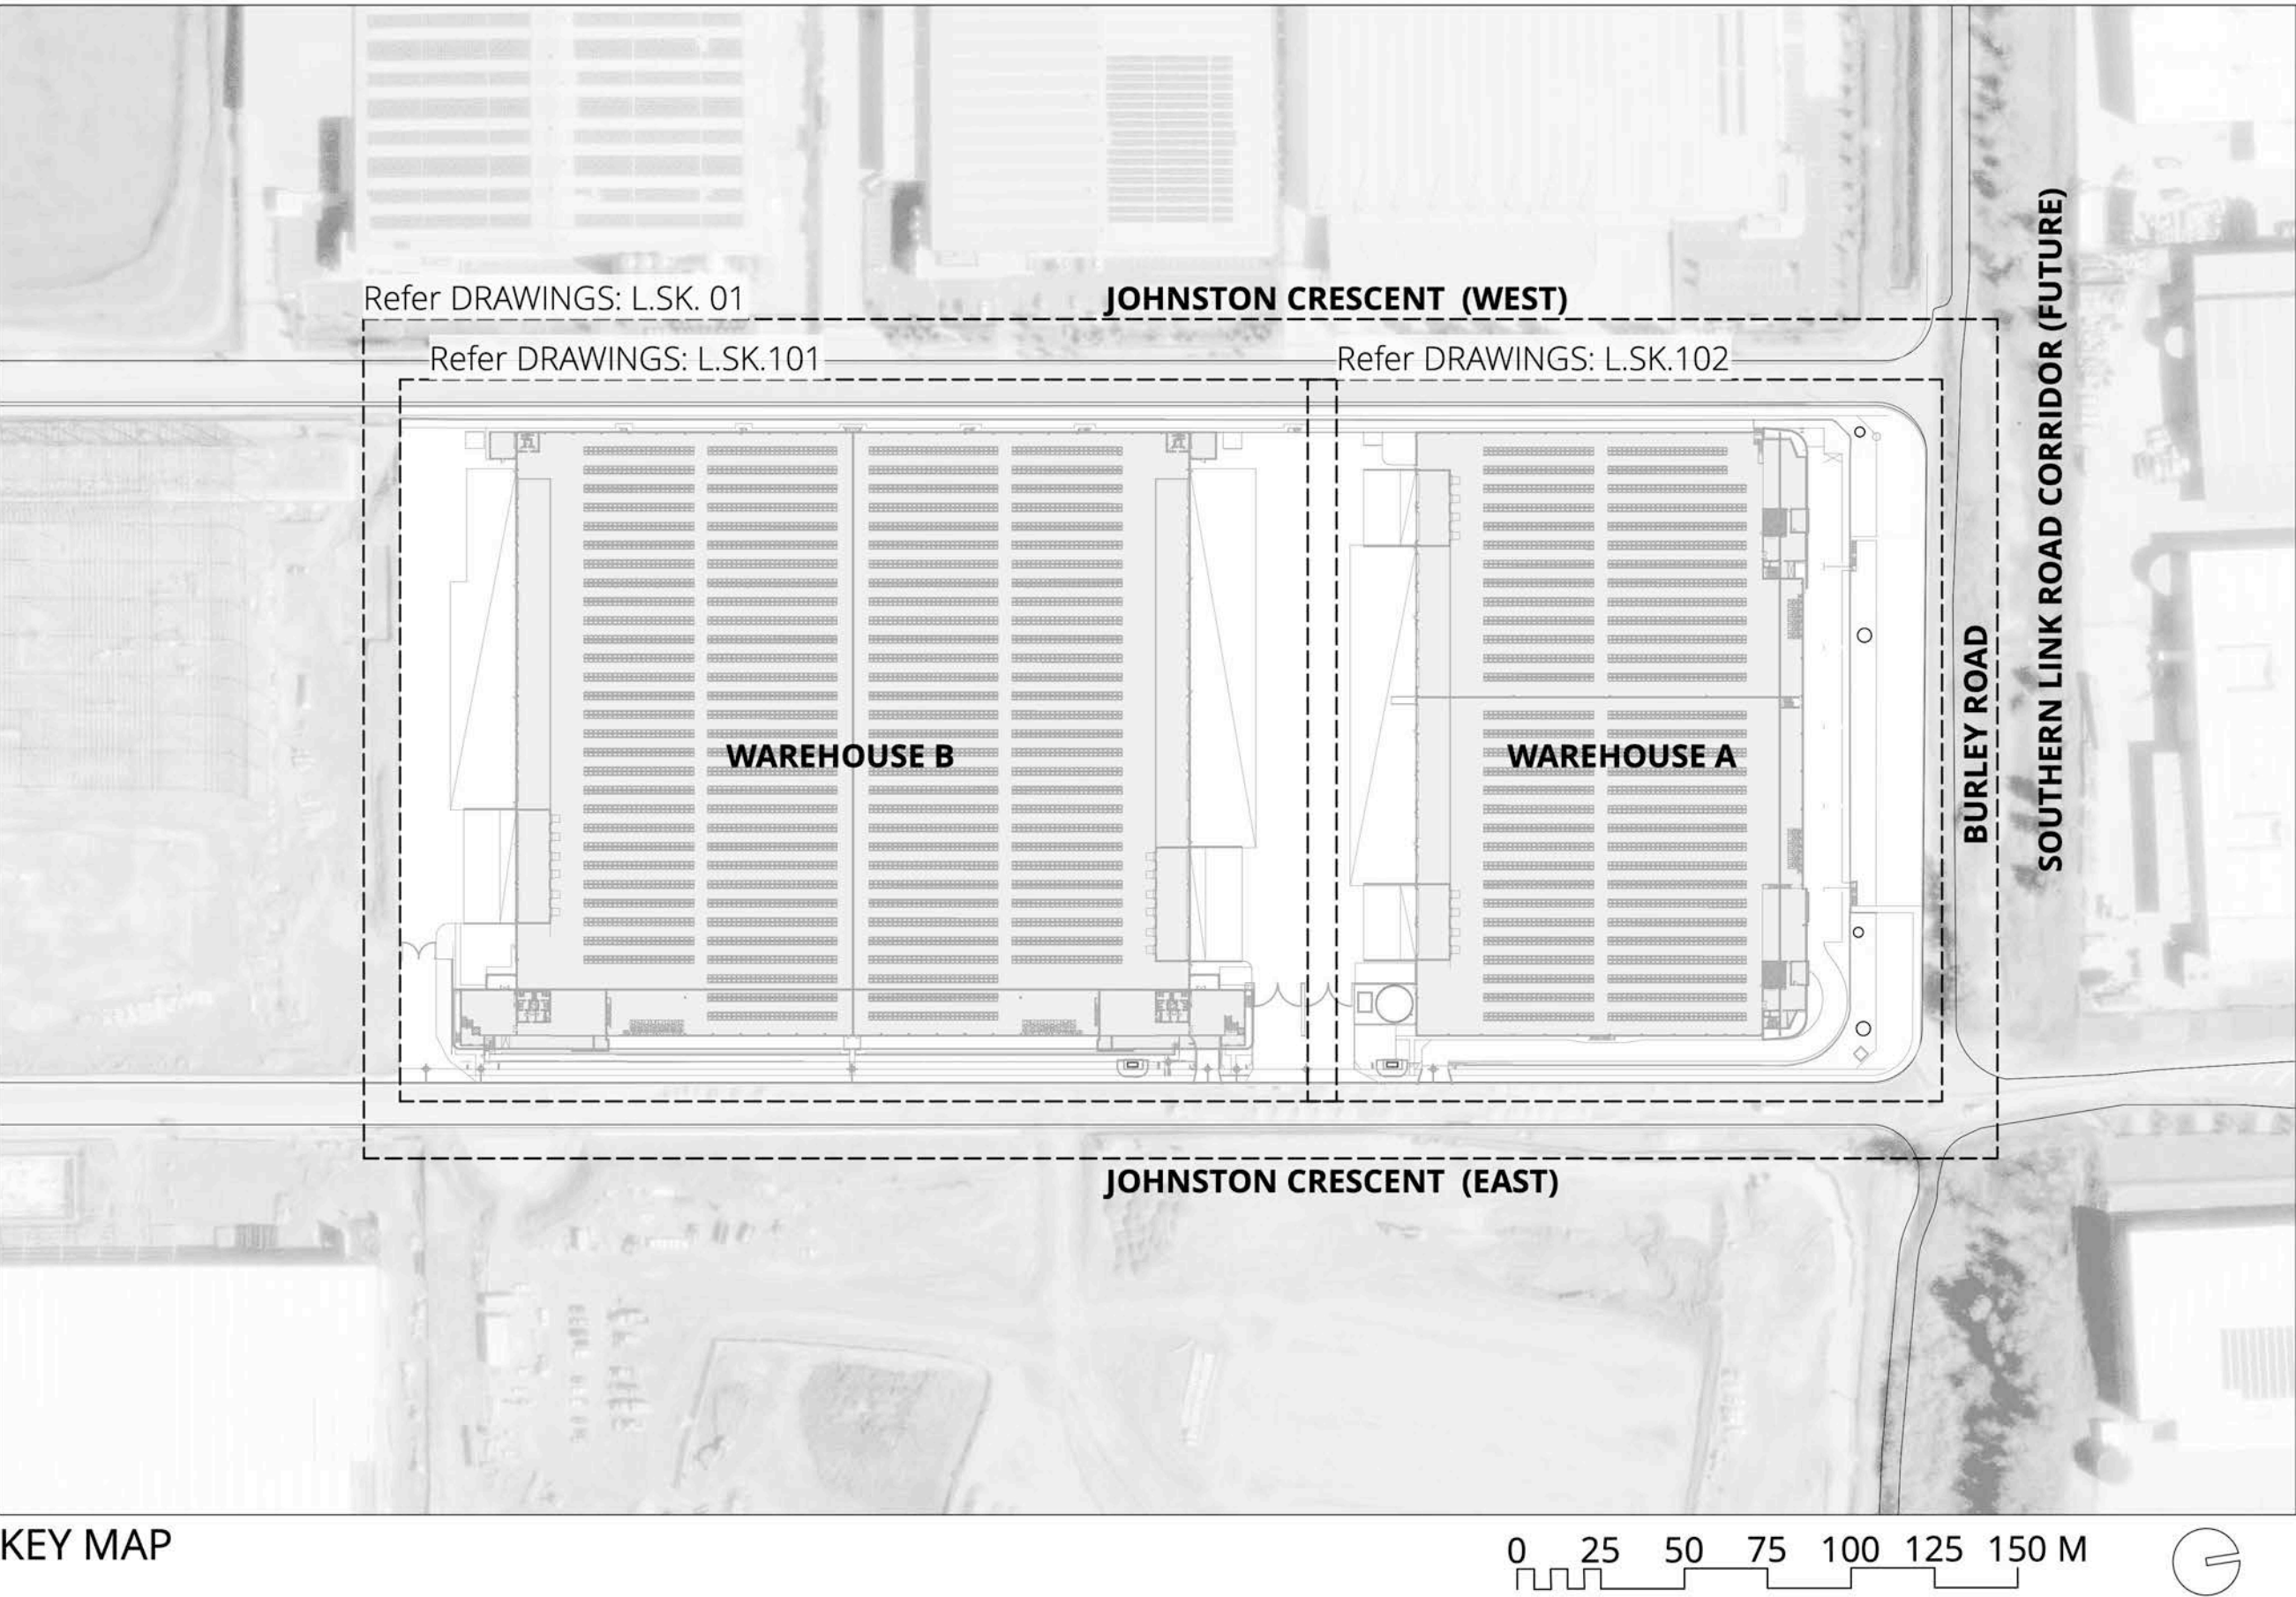 Refer DRAWINGS: L.SK. 01
JOHNSTON CRESCENT (WEST)
Refer DRAWINGS: L.SK.101
Refer DRAWINGS: L.SK.102
WAREHOUSE B
WAREHOUSE A
BURLEY ROAD
SOUTHERN LINK ROAD CORRIDOR (FUTURE)
JOHNSTON CRESCENT (EAST)
KEY MAP
0 25 50 75 100 125 150 M